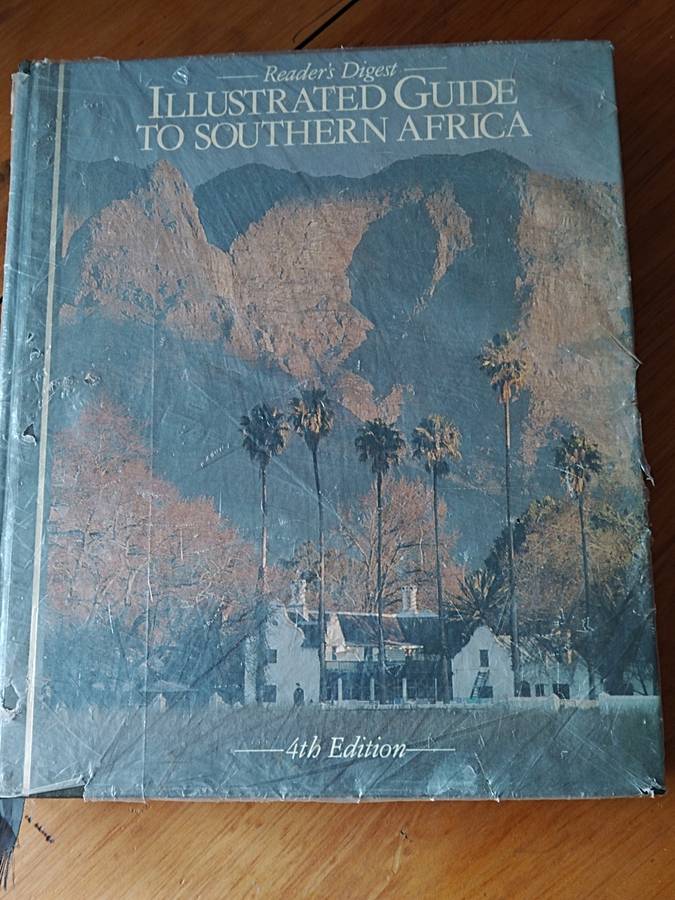 Reader's Digest
ILLUSTRATED GUIDE
TO SOUTHERN AFRICA
4th Edition